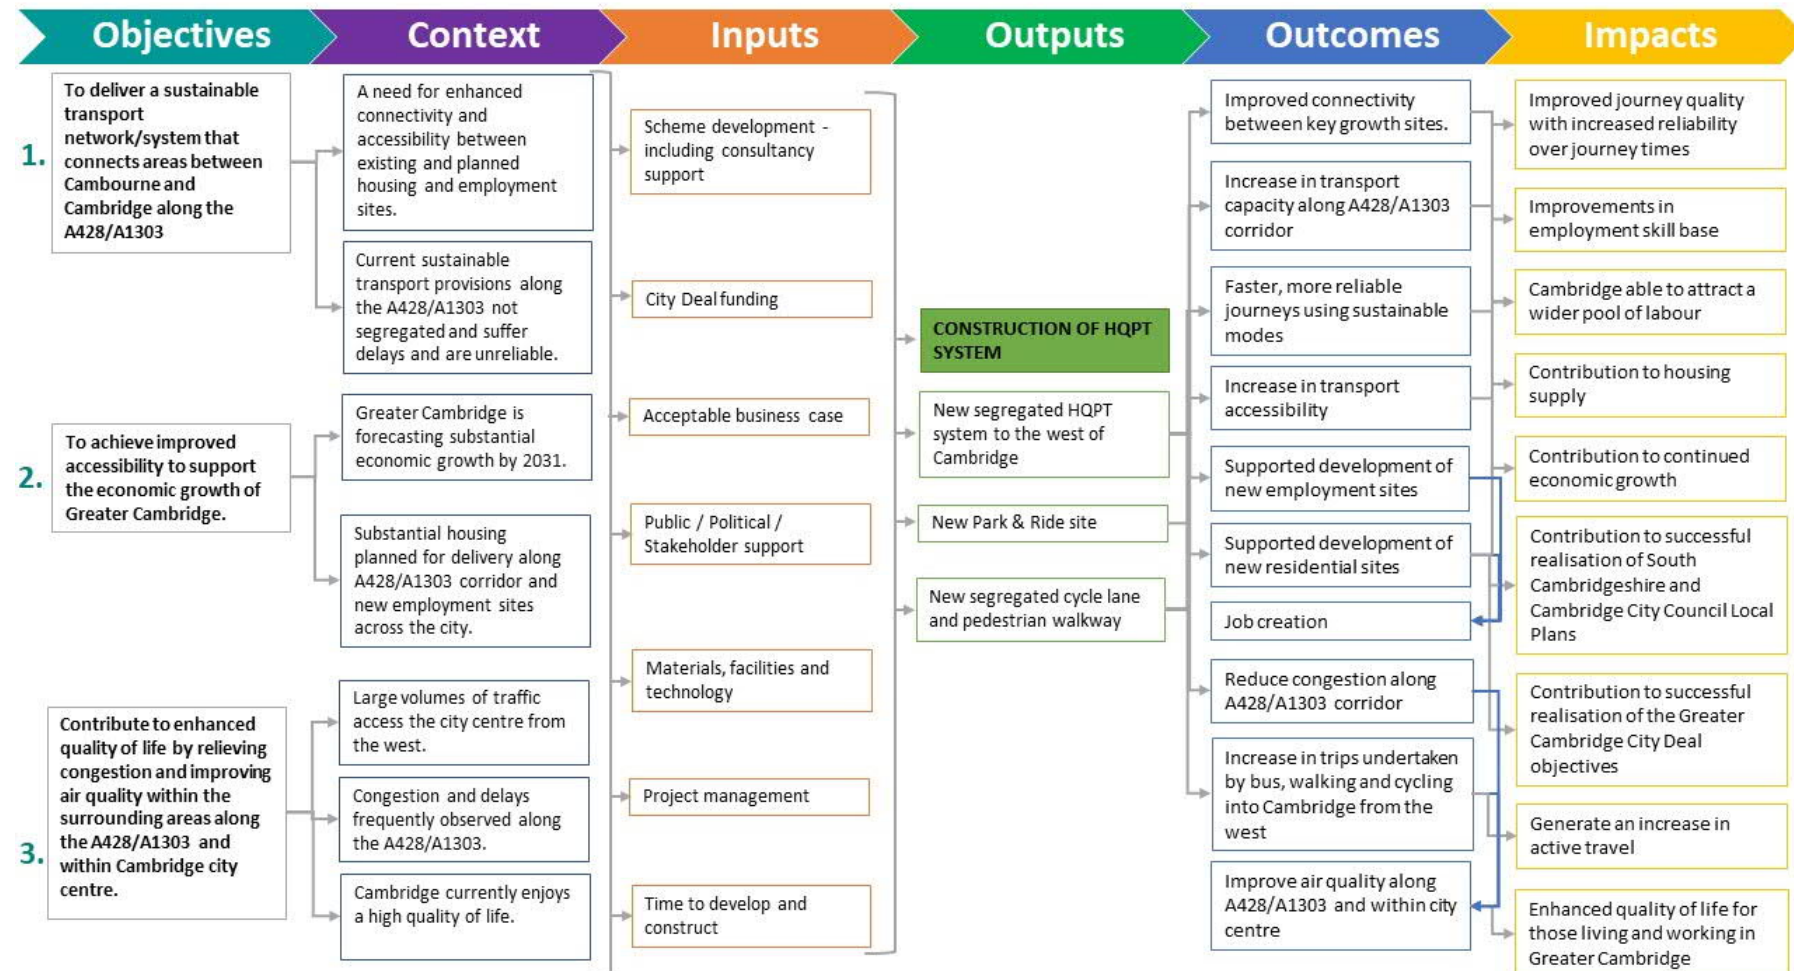 Objectives
Context
Inputs
Outputs
Outcomes
Impacts
1.
To deliver a sustainable
transport
network/system that
connects areas between
Cambourne and
Cambridge along the
A428/A1303
2.
To achieve improved
accessibility to support
the economic growth of
Greater Cambridge.
3.
Contribute to enhanced
quality of life by relieving
congestion and improving
air quality within the
surrounding areas along
the A428/A1303 and
within Cambridge city
centre.
A need for enhanced
connectivity and
accessibility between
existing and planned
housing and employment
sites.
Current sustainable
transport provisions along
the A428/A1303 not
segregated and suffer
delays and are unreliable.
Greater Cambridge is
forecasting substantial
economic growth by 2031.
Substantial housing
planned for delivery along
A428/A1303 corridor and
new employment sites
across the city.
Large volumes of traffic
access the city centre from
the west.
Congestion and delays
frequently observed along
the A428/A1303.
Cambridge currently enjoys
a high quality of life.
Scheme development -
including consultancy
support
City Deal funding
Acceptable business case
Public / Political /
Stakeholder support
Materials, facilities and
technology
Project management
Time to develop and
construct
CONSTRUCTION OF HQPT
SYSTEM
New segregated HQPT
system to the west of
Cambridge
New Park & Ride site
New segregated cycle lane
and pedestrian walkway
Improved connectivity
between key growth sites.
Increase in transport
capacity along A428/A1303
corridor
Faster, more reliable
journeys using sustainable
modes
Increase in transport
accessibility
Supported development of
new employment sites
Supported development of
new residential sites
Job creation
Reduce congestion along
A428/A1303 corridor
Increase in trips undertaken
by bus, walking and cycling
into Cambridge from the
west
Improve air quality along
A428/A1303 and within city
centre
Improved journey quality
with increased reliability
over journey times
Improvements in
employment skill base
Cambridge able to attract a
wider pool of labour
Contribution to housing
supply
Contribution to continued
economic growth
Contribution to successful
realisation of South
Cambridgeshire and
Cambridge City Council Local
Plans
Contribution to successful
realisation of the Greater
Cambridge City Deal
objectives
Generate an increase in
active travel
Enhanced quality of life for
those living and working in
Greater Cambridge